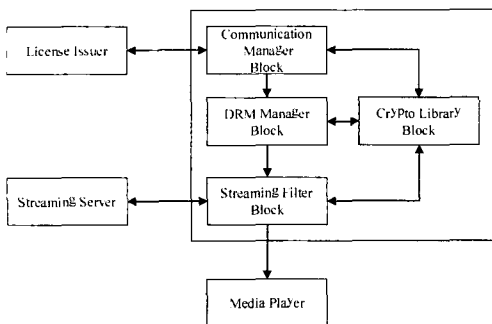 License Issuer
Communication
Manager
Block
DRM Manager
Block
Crypto Library
Block
Streaming Server
Streaming Filter
Block
Media Player